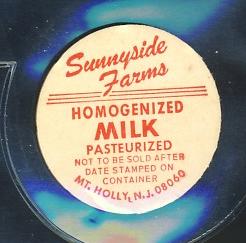 Sunnyside
Farms
HOMOGENIZED
MILK
PASTEURIZED
NOT TO BE SOLD AFTER
DATE STAMPED ON
CONTAINER
MT. HOLLY, N.J. 08060